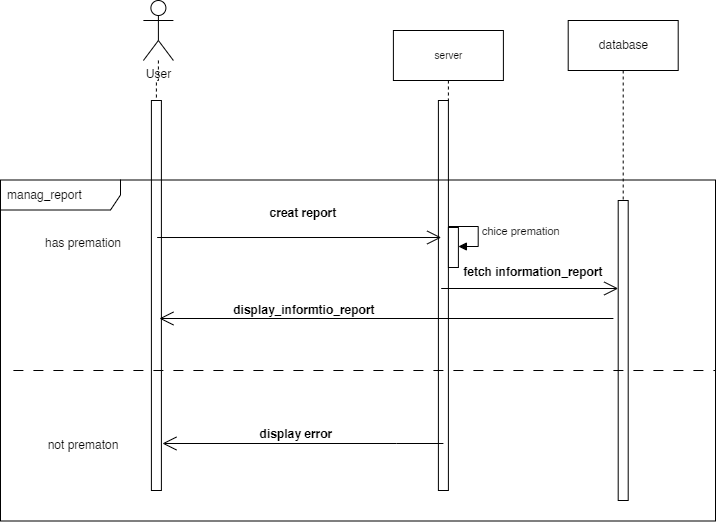 User
server
database
manag_report
creat report
has premation
chice premation
fetch information_report
display_informtio_report
display error
not prematon